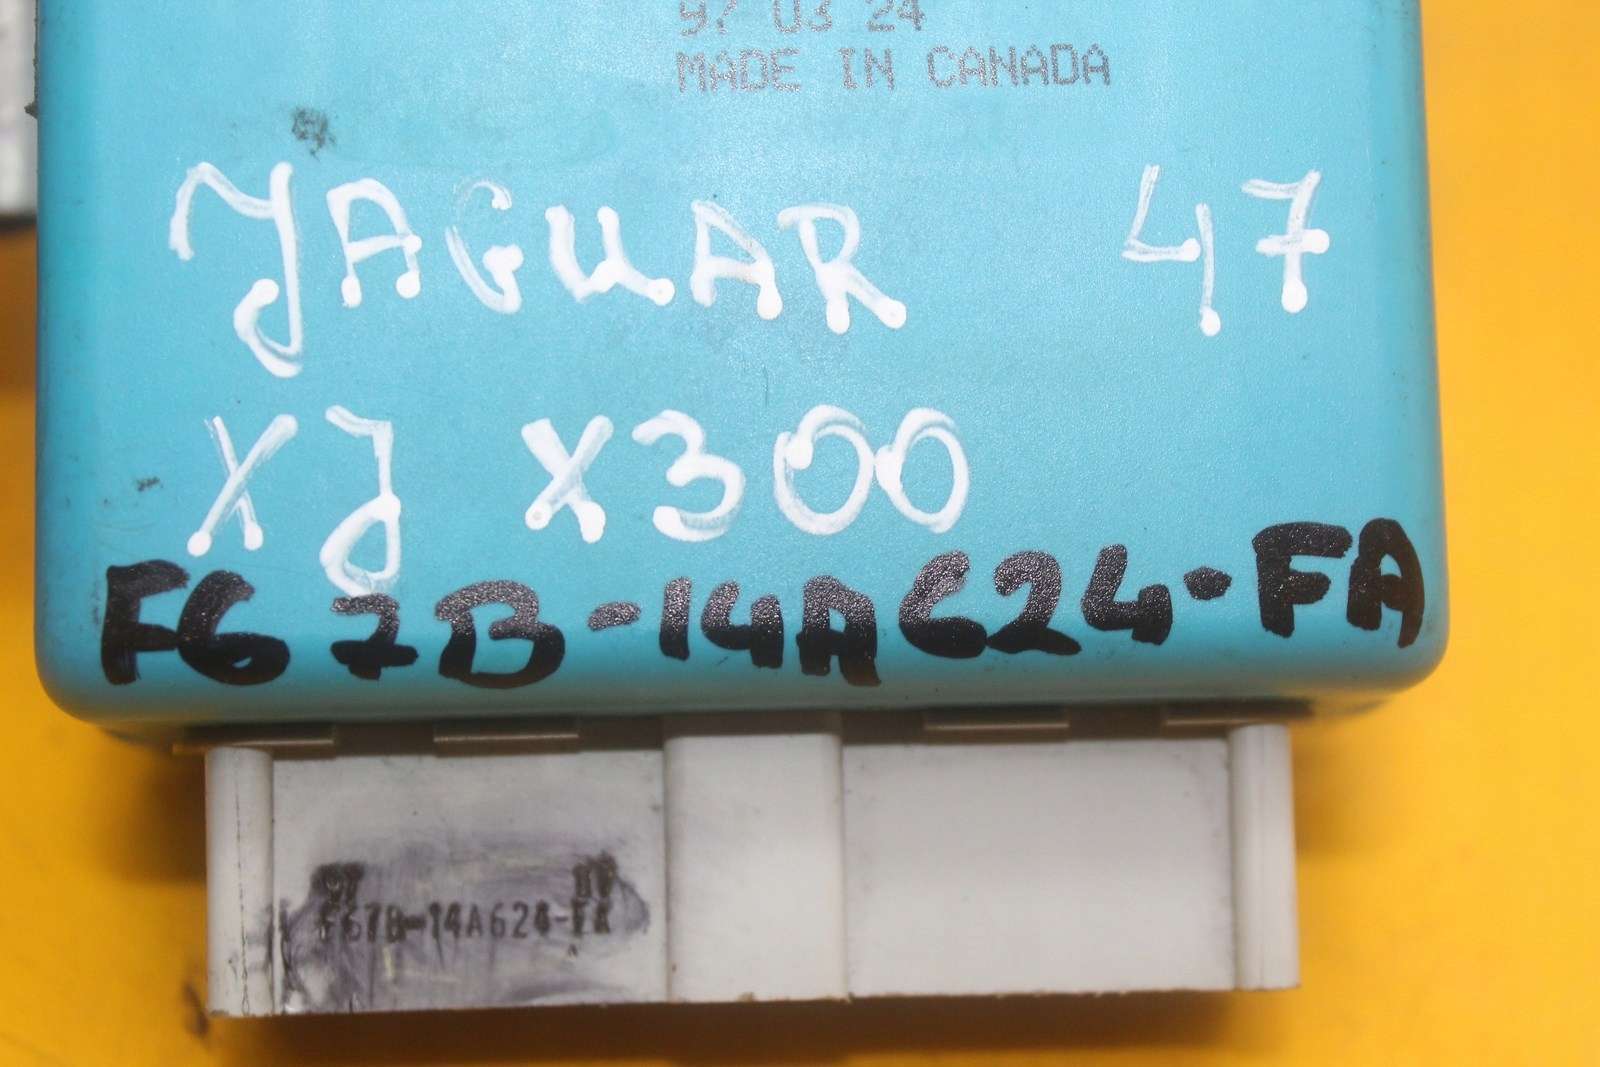 97 03 24
MADE IN CANADA
JAGUAR 47
XJ X300
F67B-14A624-FA
F67B-14A624-FA